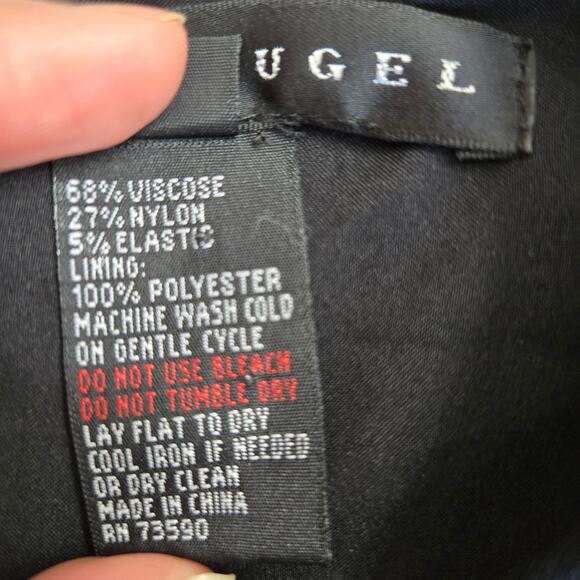 UGEL
68% VISCOSE
27% NYLON
5% ELASTIC
LINING:
100% POLYESTER
MACHINE WASH COLD
ON GENTLE CYCLE
DO NOT USE BLEACH
DO NOT TUMBLE DRY
LAY FLAT TO DRY
COOL IRON IF NEEDED
OR DRY CLEAN
MADE IN CHINA
RN 73590